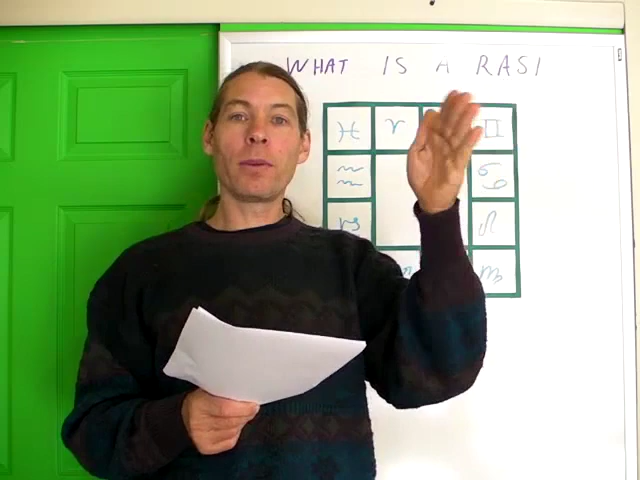 WHAT IS A RASI
♓ ♈ ♊
♒ ♋
♑ ♌
♍